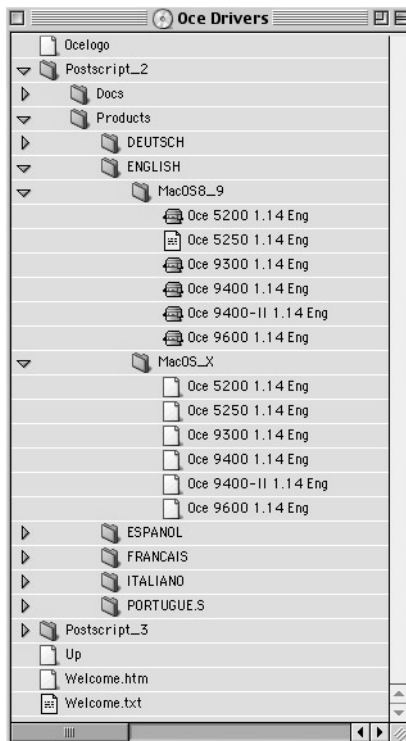 Oce Drivers
Ocelogo
Postscript_2
Docs
Products
DEUTSCH
ENGLISH
MacOS8_9
Oce 5200 1.14 Eng
Oce 5250 1.14 Eng
Oce 9300 1.14 Eng
Oce 9400 1.14 Eng
Oce 9400-II 1.14 Eng
Oce 9600 1.14 Eng
MacOS_X
Oce 5200 1.14 Eng
Oce 5250 1.14 Eng
Oce 9300 1.14 Eng
Oce 9400 1.14 Eng
Oce 9400-II 1.14 Eng
Oce 9600 1.14 Eng
ESPANOL
FRANCAIS
ITALIANO
PORTUGUE.S
Postscript_3
Up
Welcome.htm
Welcome.txt